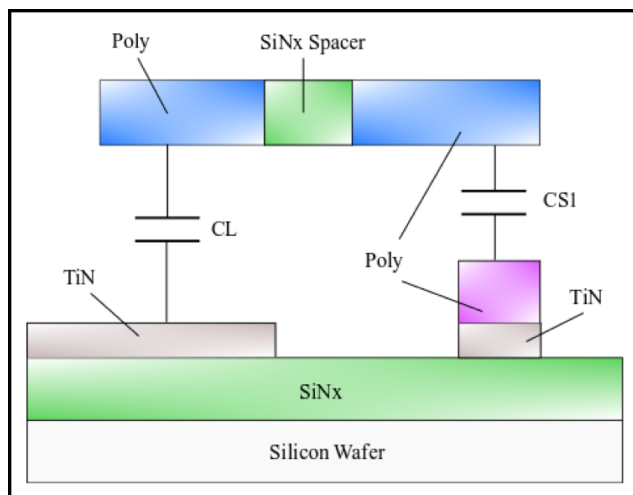 Poly
SiNx Spacer
CL
CS1
TiN
Poly
TiN
SiNx
Silicon Wafer